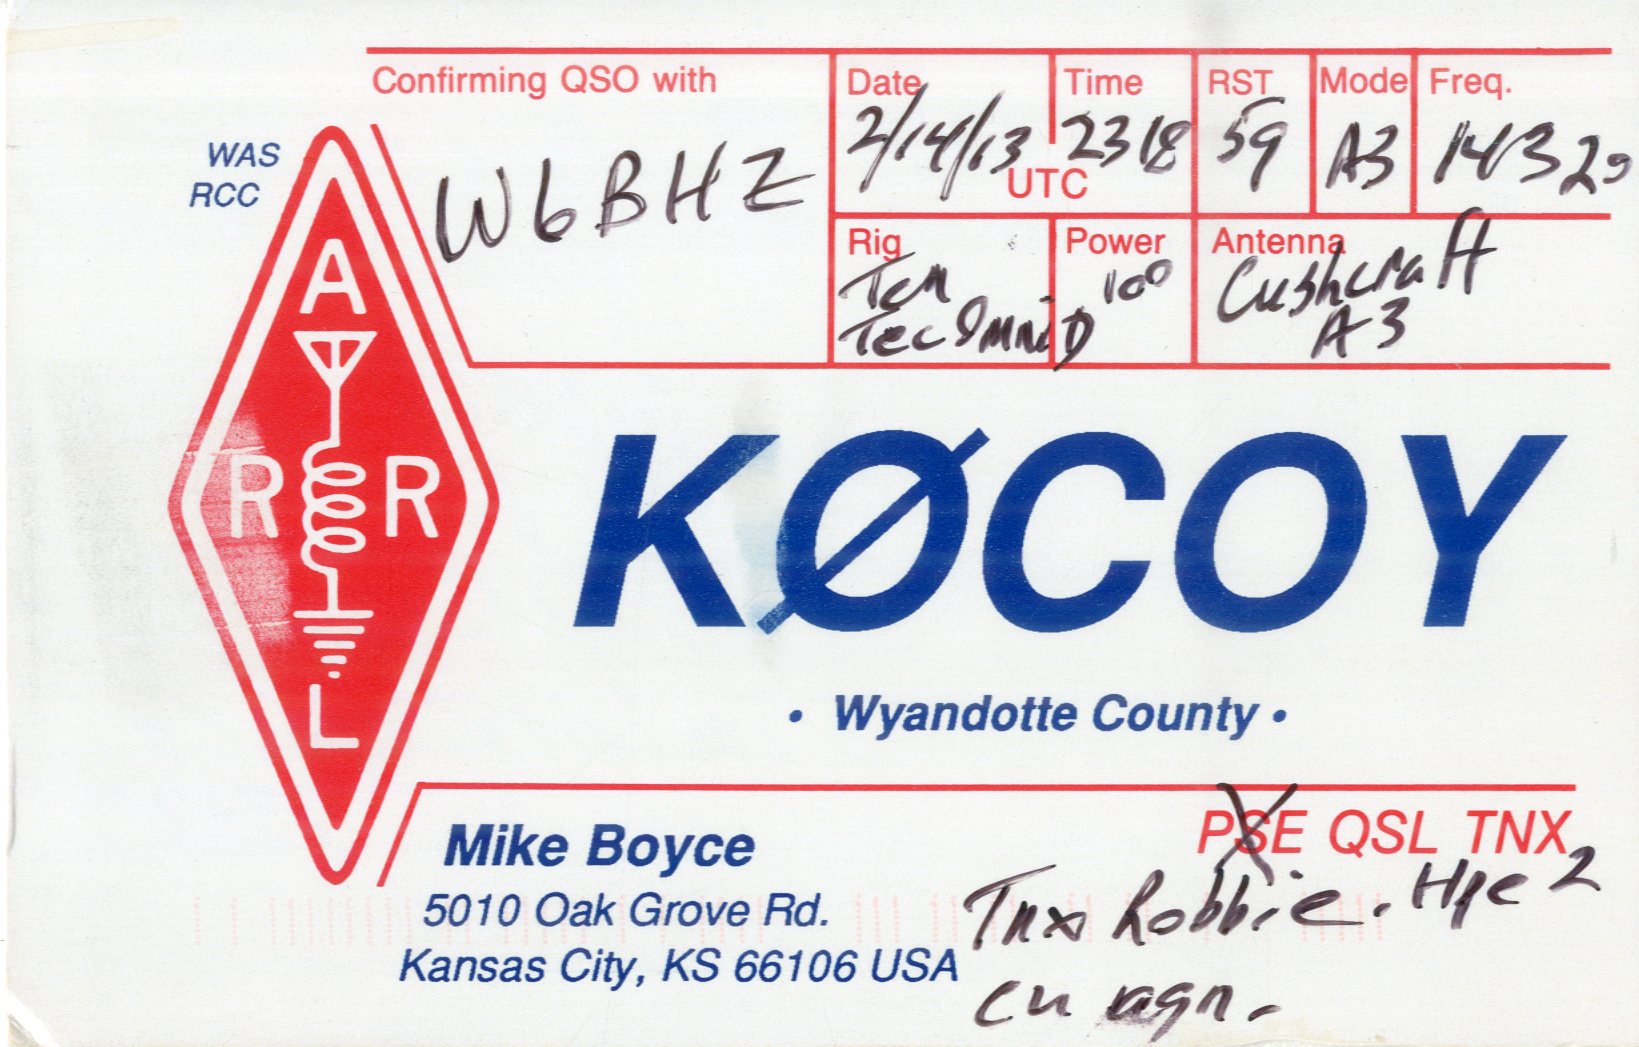 Confirming QSO with
W6BHZ
Date 2/14/13
Time 2318
UTC
RST 59
Mode A3
Freq. 14320
Rig Ten Tec Omni D
Power 100
Antenna Cushcraft A3
WAS
RCC
A
R R
L
KØCOY
• Wyandotte County •
Mike Boyce
5010 Oak Grove Rd.
Kansas City, KS 66106 USA
PSE QSL TNX
Tnx Robbie. Hpe 2
cu agn.